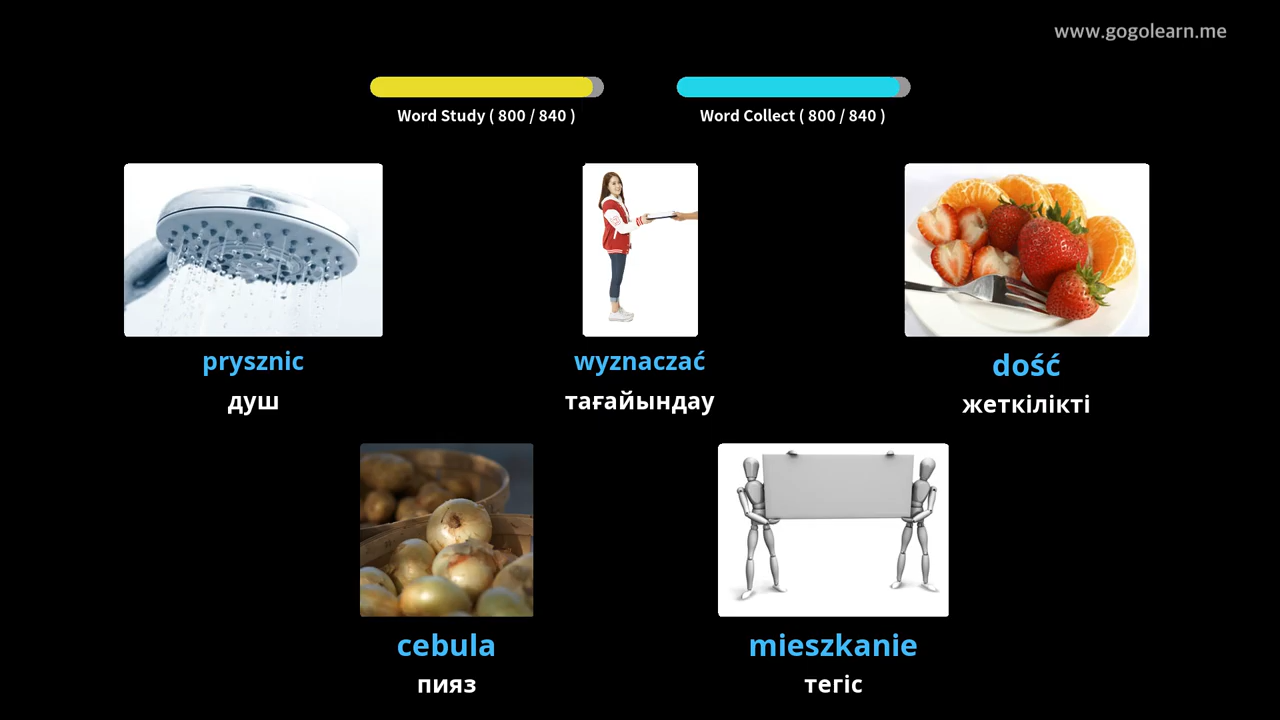 www.gogolearn.me
Word Study ( 800 / 840 )
Word Collect ( 800 / 840 )
prysznic
душ
wyznaczać
тағайындау
dość
жеткілікті
cebula
пияз
mieszkanie
тегіс